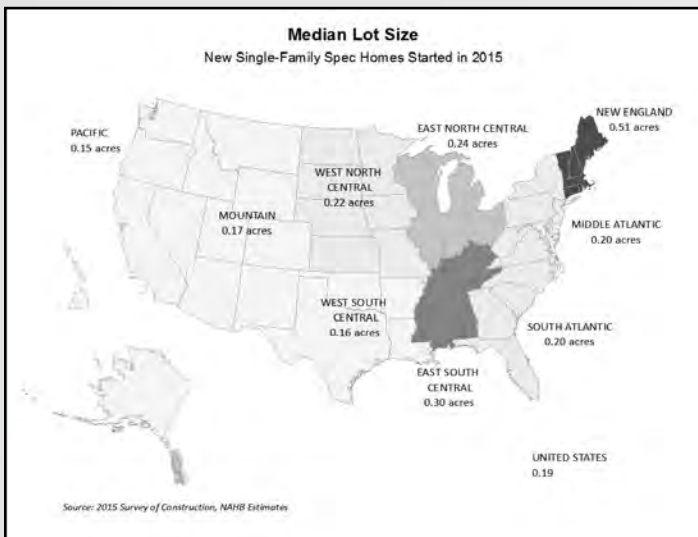 Median Lot Size
New Single-Family Spec Homes Started in 2015
PACIFIC
0.15 acres
EAST NORTH CENTRAL
0.24 acres
NEW ENGLAND
0.51 acres
WEST NORTH
CENTRAL
0.22 acres
MOUNTAIN
0.17 acres
MIDDLE ATLANTIC
0.20 acres
WEST SOUTH
CENTRAL
0.16 acres
SOUTH ATLANTIC
0.20 acres
EAST SOUTH
CENTRAL
0.30 acres
UNITED STATES
0.19
Source: 2015 Survey of Construction, NAHB Estimates